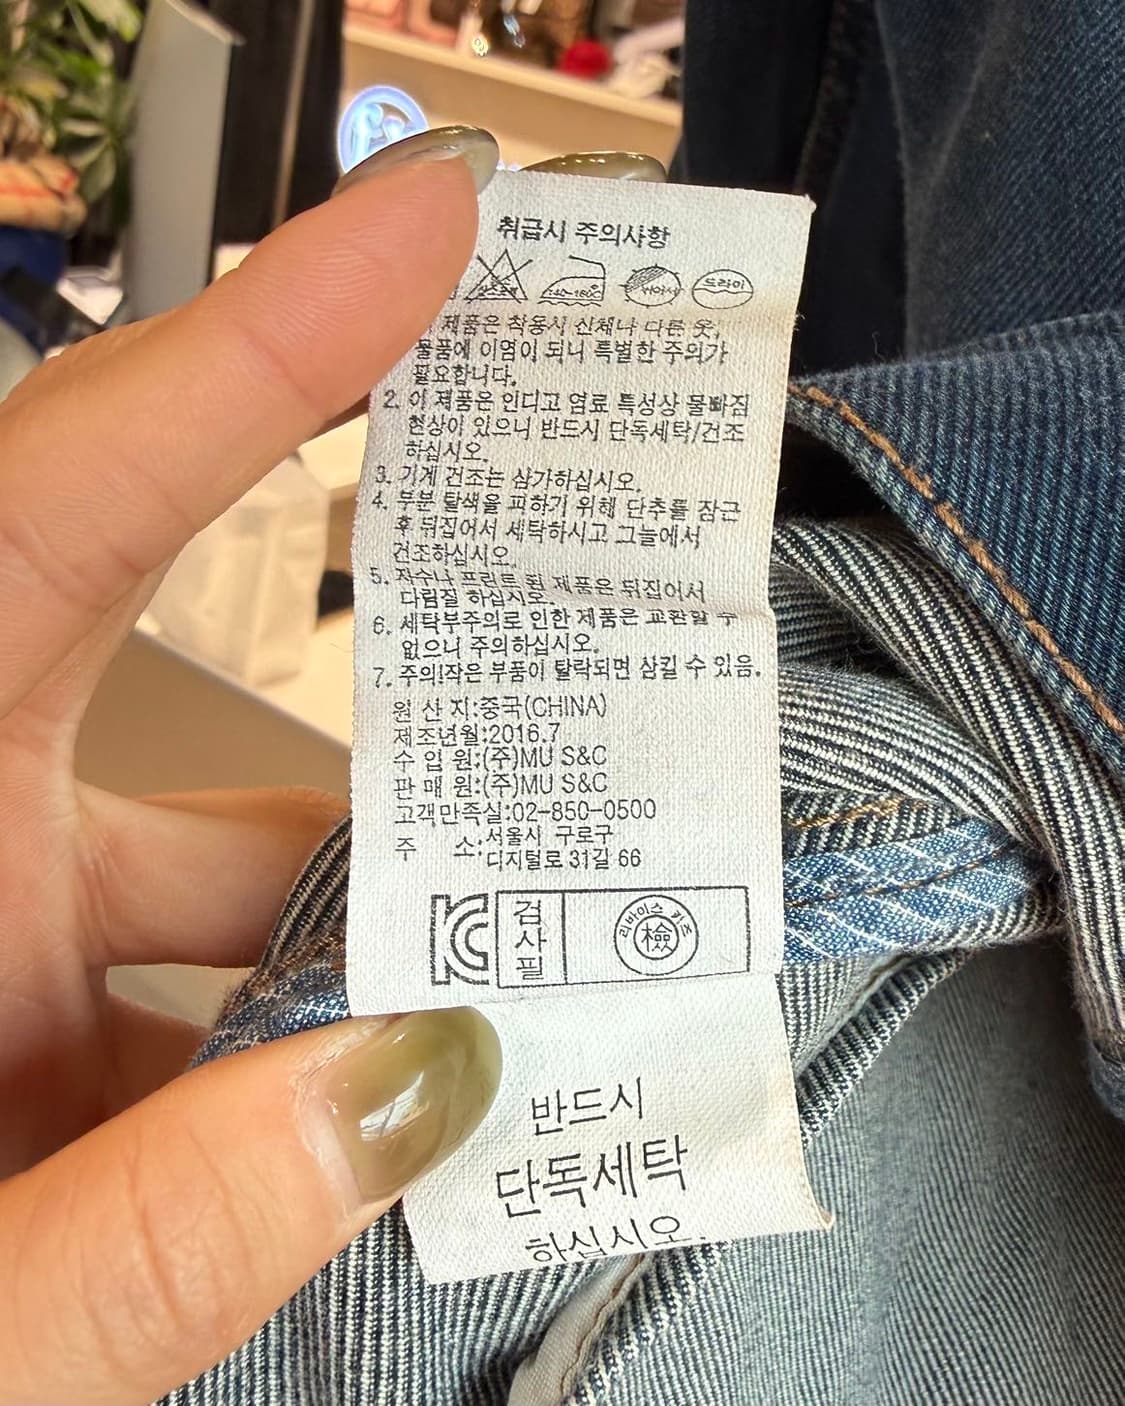 취급시 주의사항
140~160℃
드라이
제품은 착용시 신체나 다른 옷,
물품에 이염이 되니 특별한 주의가
필요합니다.
2. 이 제품은 인디고 염료 특성상 물빠짐
현상이 있으니 반드시 단독세탁/건조
하십시오.
3. 기계 건조는 삼가하십시오.
4. 부분 탈색을 피하기 위해 단추를 잠근
후 뒤집어서 세탁하시고 그늘에서
건조하십시오.
5. 자수나 프린트 된 제품은 뒤집어서
다림질 하십시오.
6. 세탁부주의로 인한 제품은 교환할 수
없으니 주의하십시오.
7. 주의!작은 부품이 탈락되면 삼킬 수 있음.
원 산 지:중국(CHINA)
제조년월:2016.7
수 입 원:(주)MU S&C
판 매 원:(주)MU S&C
고객만족실:02-850-0500
주 소:서울시 구로구
디지털로 31길 66
KC 검사필 리바이스 키즈 檢
반드시
단독세탁
하십시오.